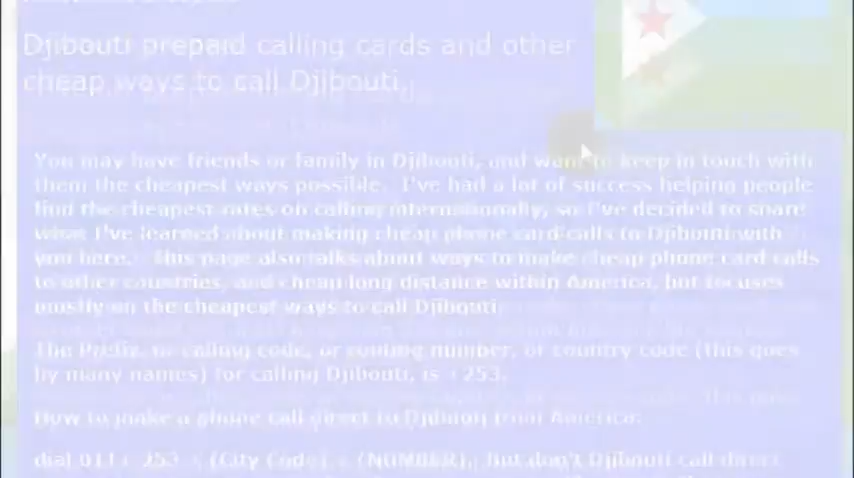 Djibouti prepaid calling cards and other
cheap ways to call Djibouti.
You may have friends or family in Djibouti, and want to keep in touch with
them the cheapest ways possible. I've had a lot of success helping people
find the cheapest rates on calling internationally, so I've decided to share
what I've learned about making cheap phone card calls to Djibouti with
you here. This page also talks about ways to make cheap phone card calls
to other countries, and cheap long distance within America, but focuses
mostly on the cheapest ways to call Djibouti.
The Prefix, or calling code, or routing number, or country code (this goes
by many names) for calling Djibouti, is +253.
How to make a phone call direct to Djibouti from America:
dial 011 + 253 + (City Code) + (NUMBER), but don't Djibouti call direct